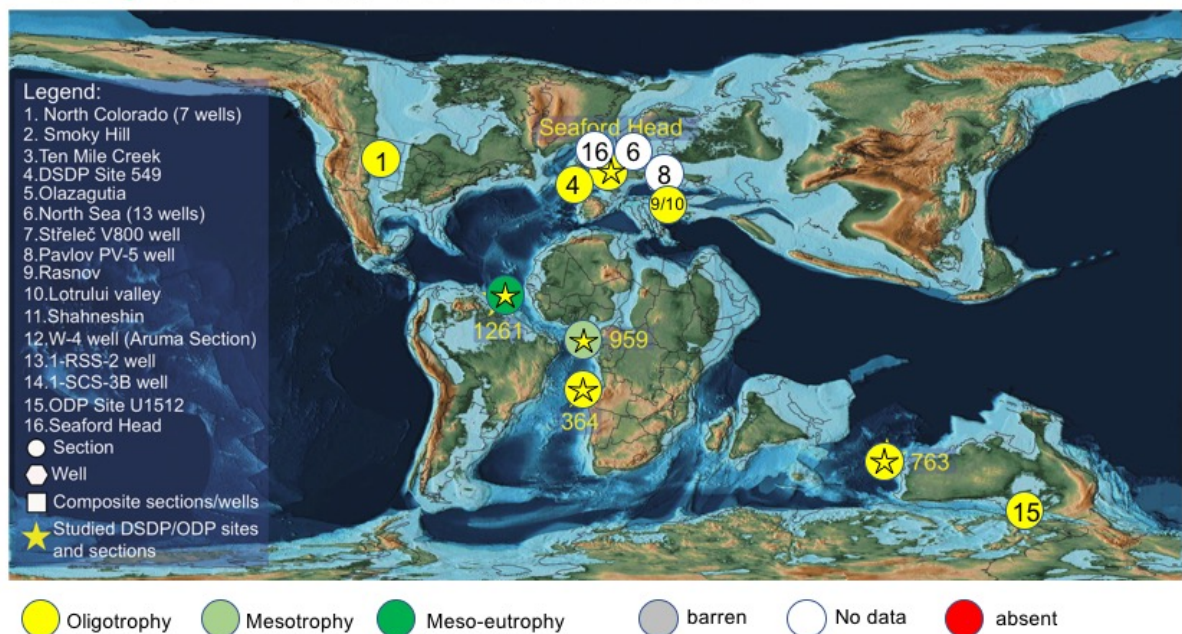 Legend:
1. North Colorado (7 wells)
2. Smoky Hill
3.Ten Mile Creek
4.DSDP Site 549
5.Olazagutia
6.North Sea (13 wells)
7.Střeleč V800 well
8.Pavlov PV-5 well
9.Rasnov
10.Lotrului valley
11.Shahneshin
12.W-4 well (Aruma Section)
13.1-RSS-2 well
14.1-SCS-3B well
15.ODP Site U1512
16.Seaford Head
Section
Well
Composite sections/wells
Studied DSDP/ODP sites
and sections
Seaford Head
16
6
1
4
8
9/10
1261
959
364
763
15
Oligotrophy
Mesotrophy
Meso-eutrophy
barren
No data
absent